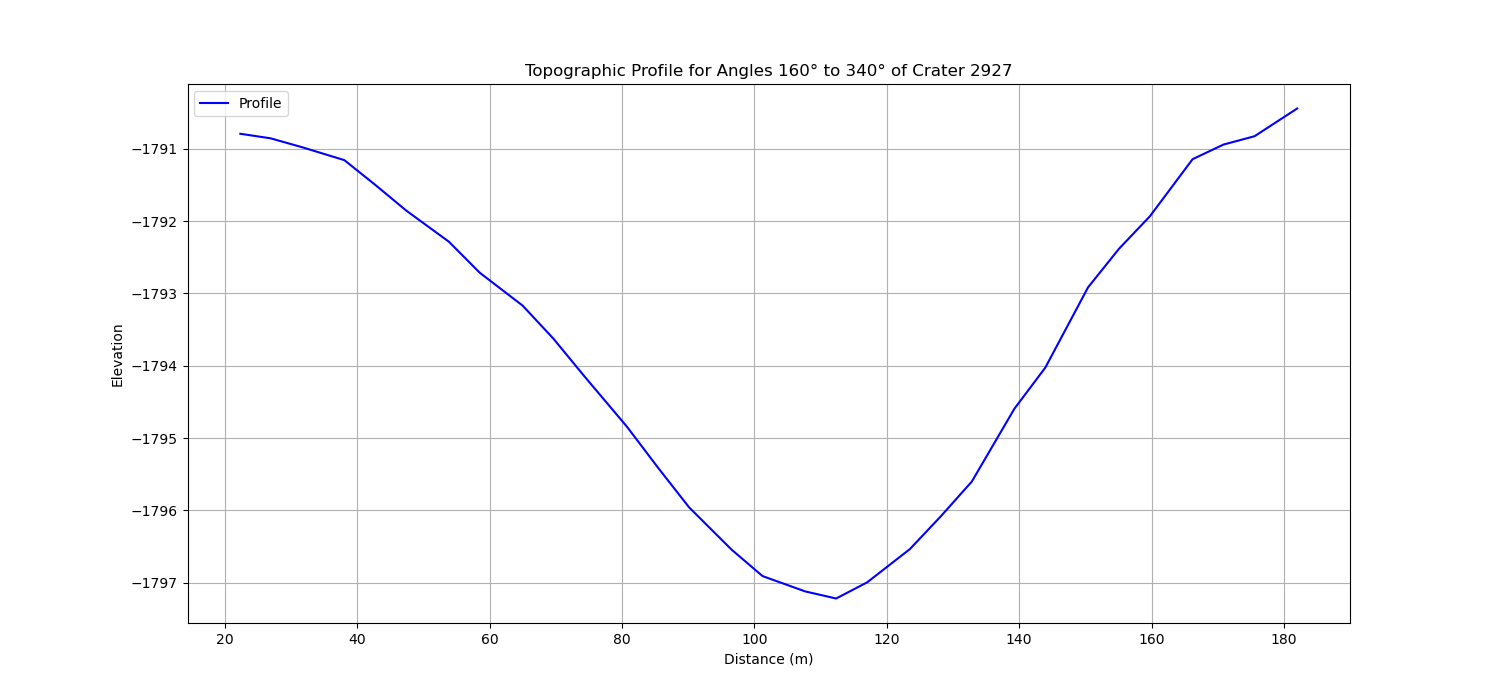 Topographic Profile for Angles 160° to 340° of Crater 2927
Profile
−1791
−1792
−1793
−1794
−1795
−1796
−1797
Elevation
20 40 60 80 100 120 140 160 180
Distance (m)